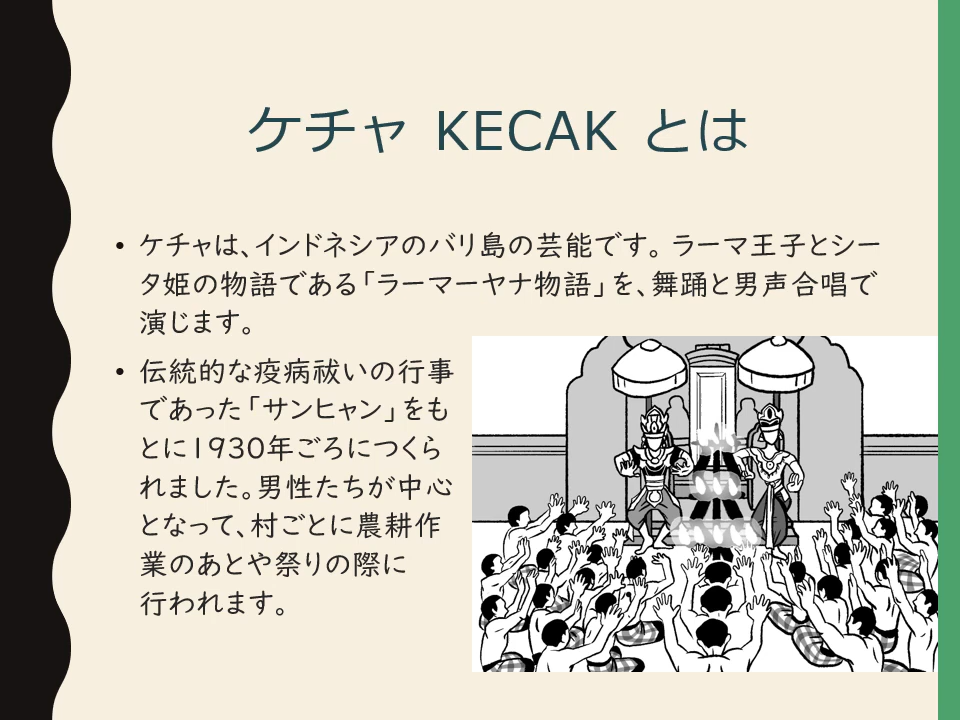 ケチャ KECAK とは
• ケチャは、インドネシアのバリ島の芸能です。ラーマ王子とシー
タ姫の物語である「ラーマーヤナ物語」を、舞踊と男声合唱で
演じます。
• 伝統的な疫病祓いの行事
であった「サンヒャン」をも
とに1930年ごろにつくら
れました。男性たちが中心
となって、村ごとに農耕作
業のあとや祭りの際に
行われます。